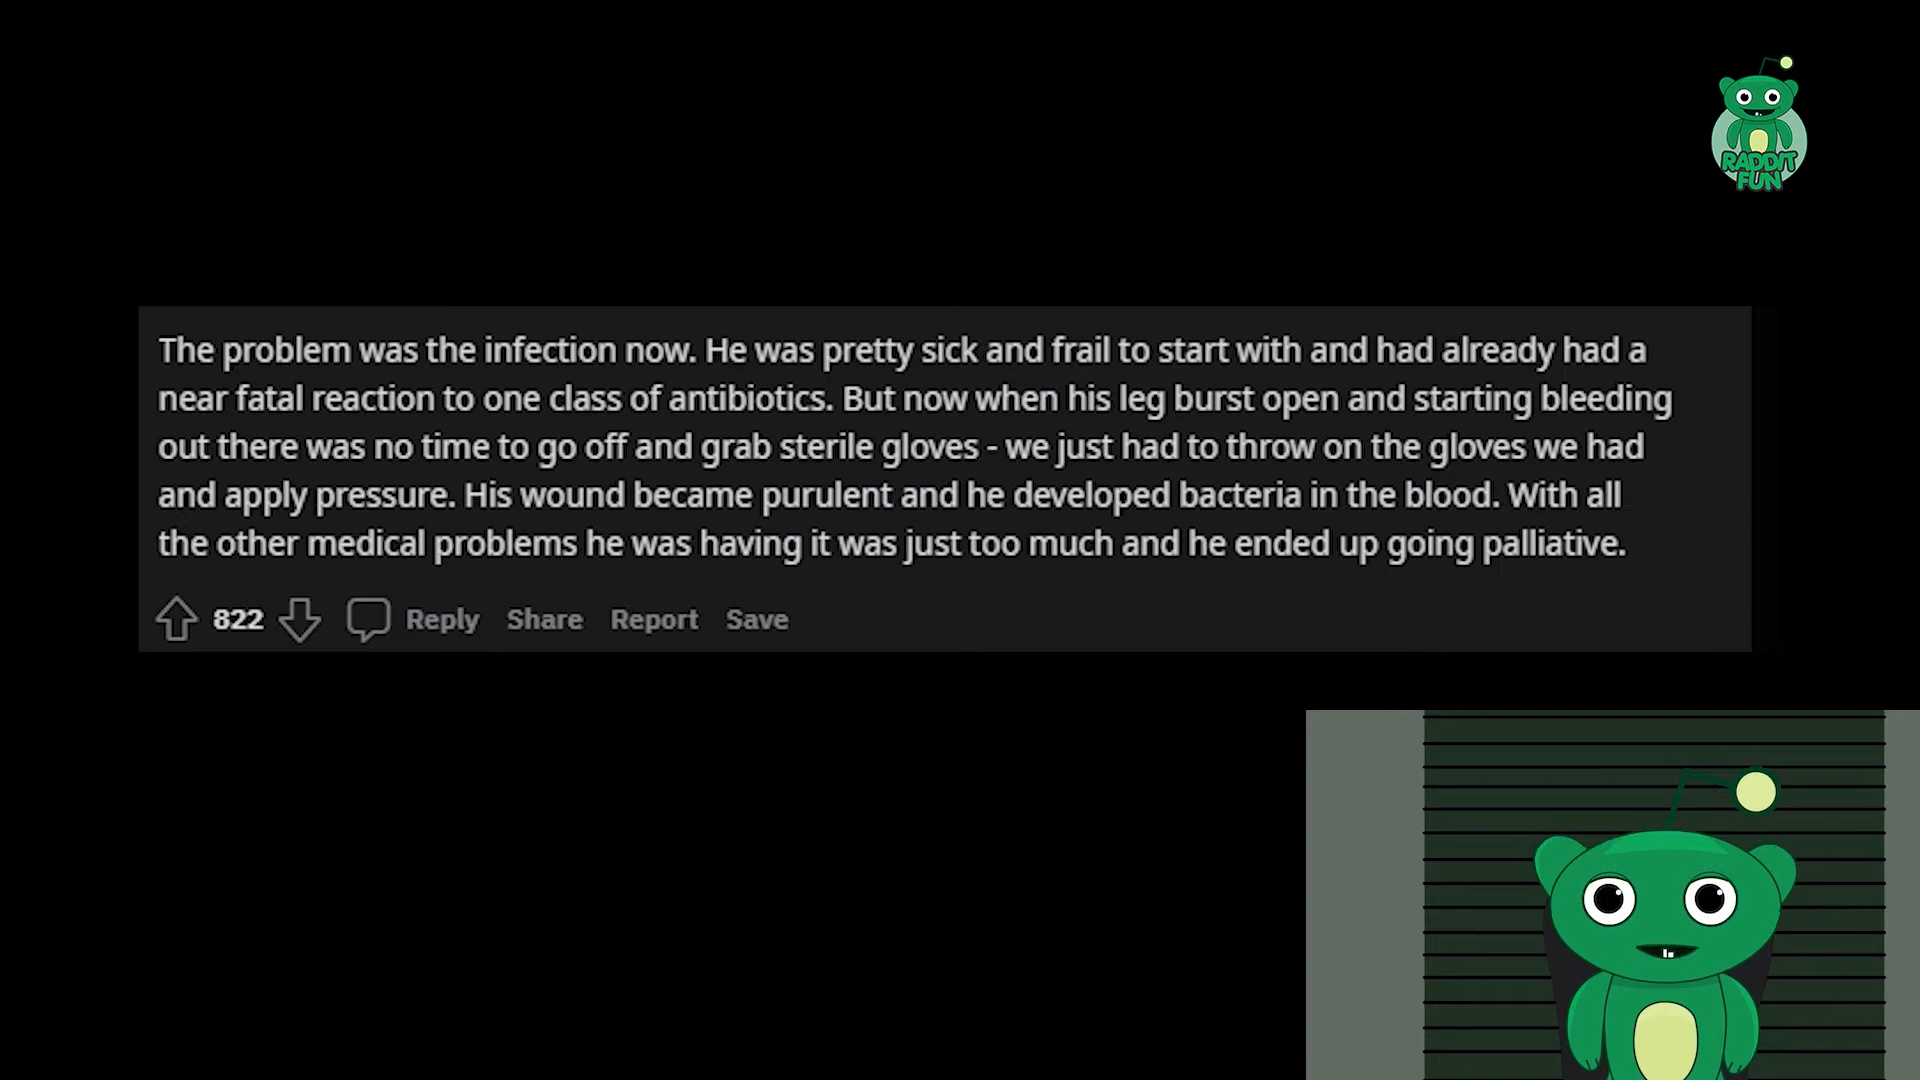 RADDIT
FUN
The problem was the infection now. He was pretty sick and frail to start with and had already had a
near fatal reaction to one class of antibiotics. But now when his leg burst open and starting bleeding
out there was no time to go off and grab sterile gloves - we just had to throw on the gloves we had
and apply pressure. His wound became purulent and he developed bacteria in the blood. With all
the other medical problems he was having it was just too much and he ended up going palliative.
822 Reply Share Report Save